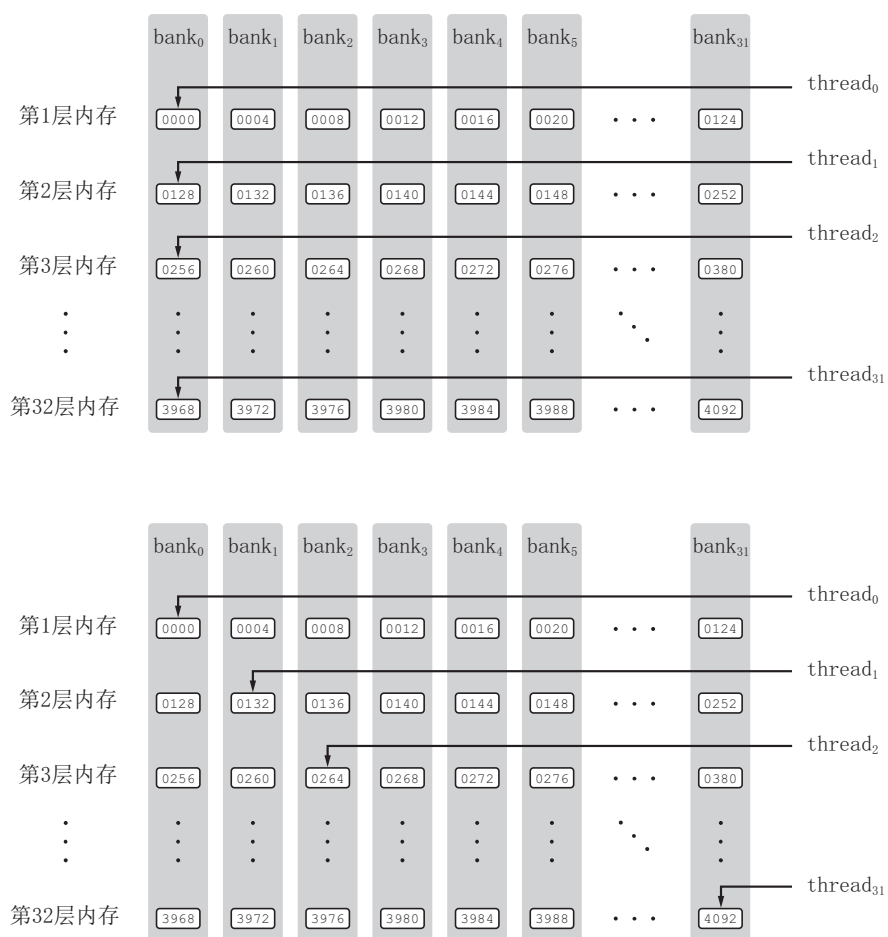 bank₀ bank₁ bank₂ bank₃ bank₄ bank₅ bank₃₁
thread₀
第1层内存 0000 0004 0008 0012 0016 0020 ··· 0124
thread₁
第2层内存 0128 0132 0136 0140 0144 0148 ··· 0252
thread₂
第3层内存 0256 0260 0264 0268 0272 0276 ··· 0380
thread₃₁
第32层内存 3968 3972 3976 3980 3984 3988 ··· 4092
bank₀ bank₁ bank₂ bank₃ bank₄ bank₅ bank₃₁
thread₀
第1层内存 0000 0004 0008 0012 0016 0020 ··· 0124
thread₁
第2层内存 0128 0132 0136 0140 0144 0148 ··· 0252
thread₂
第3层内存 0256 0260 0264 0268 0272 0276 ··· 0380
thread₃₁
第32层内存 3968 3972 3976 3980 3984 3988 ··· 4092